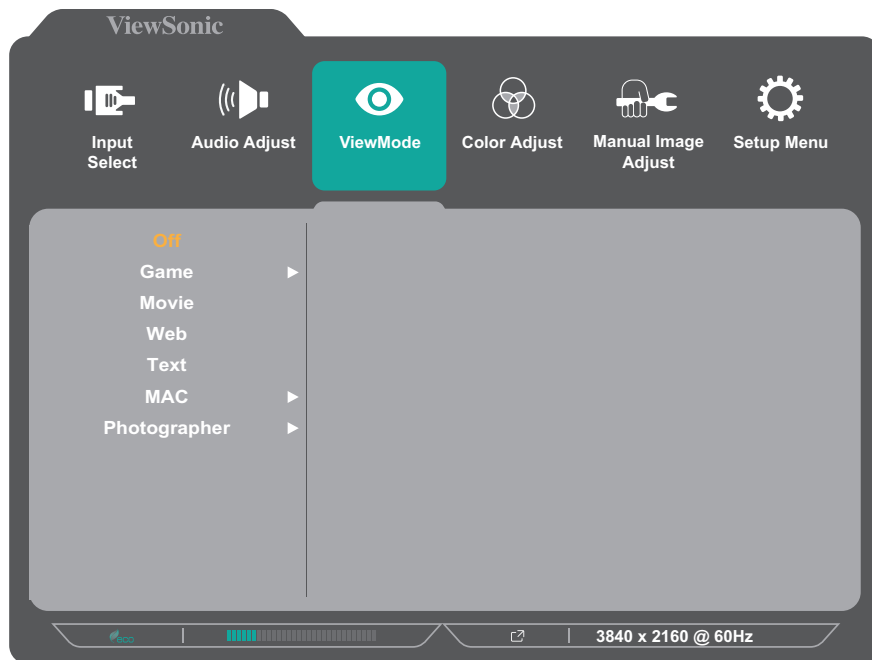 ViewSonic
Input
Select
Audio Adjust
ViewMode
Color Adjust
Manual Image
Adjust
Setup Menu
Off
Game
Movie
Web
Text
MAC
Photographer
eco
3840 x 2160 @ 60Hz